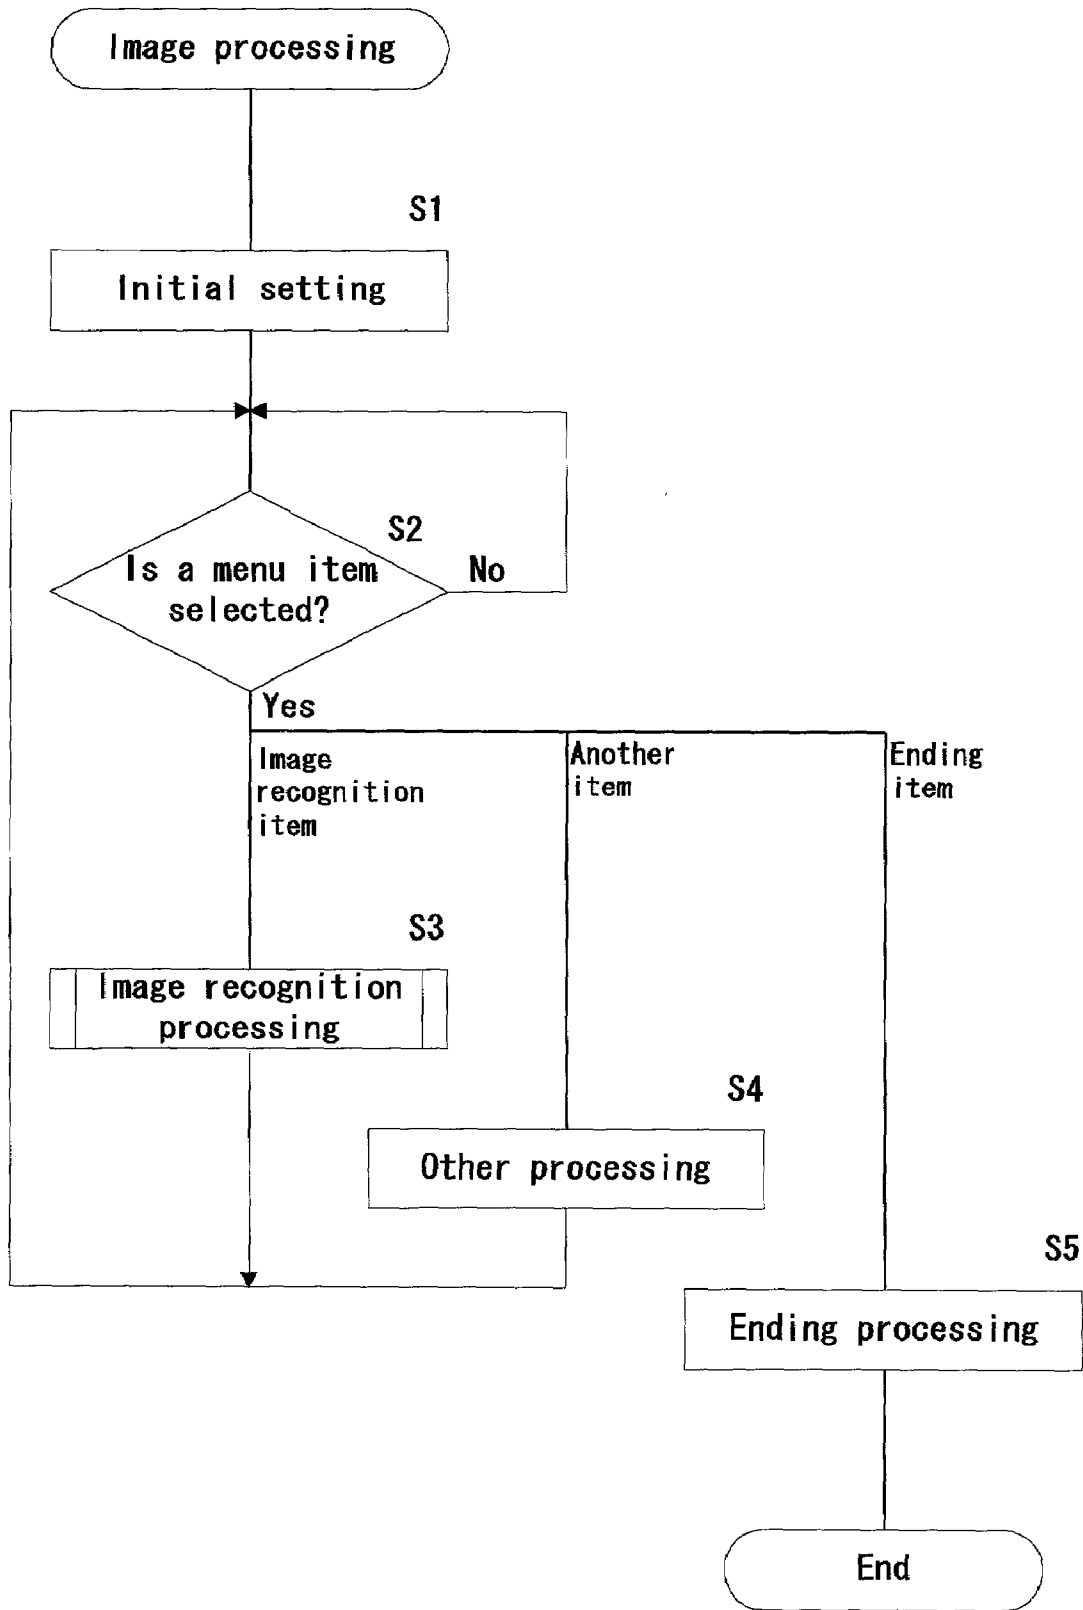 Image processing
S1
Initial setting
S2
Is a menu item
selected?
No
Yes
Image
recognition
item
Another
item
Ending
item
S3
Image recognition
processing
S4
Other processing
S5
Ending processing
End